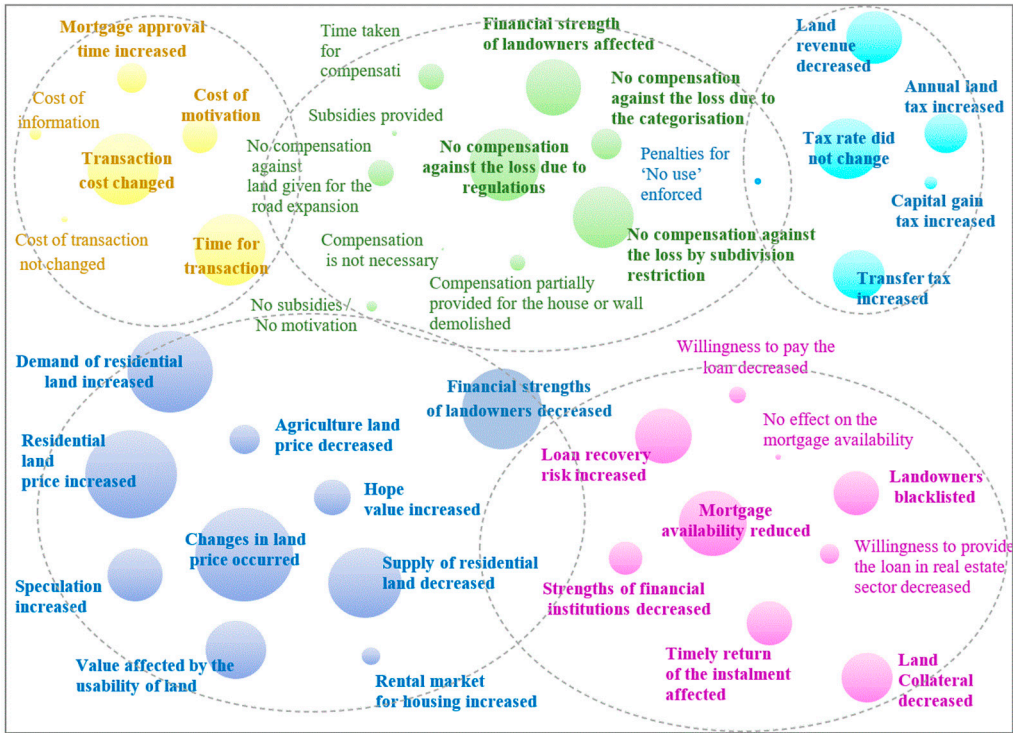 Mortgage approval
time increased
Cost of
information
Cost of
motivation
Transaction
cost changed
Cost of transaction
not changed
Time for
transaction
Time taken
for
compensati
Financial strength
of landowners affected
Subsidies provided
No compensation
against the loss due to
the categorisation
No compensation
against
land given for the
road expansion
No compensation
against the loss due to
regulations
Penalties for
‘No use’
enforced
Compensation
is not necessary
No compensation against
the loss by subdivision
restriction
Compensation partially
provided for the house or wall
demolished
No subsidies /
No motivation
Land
revenue
decreased
Annual land
tax increased
Tax rate did
not change
Capital gain
tax increased
Transfer tax
increased
Demand of residential
land increased
Financial strengths
of landowners decreased
Residential
land
price increased
Agriculture land
price decreased
Hope
value increased
Changes in land
price occurred
Supply of residential
land decreased
Speculation
increased
Value affected by the
usability of land
Rental market
for housing increased
Willingness to pay the
loan decreased
No effect on the
mortgage availability
Loan recovery
risk increased
Landowners
blacklisted
Mortgage
availability reduced
Willingness to provide
the loan in real estate
sector decreased
Strengths of financial
institutions decreased
Timely return
of the instalment
affected
Land
Collateral
decreased